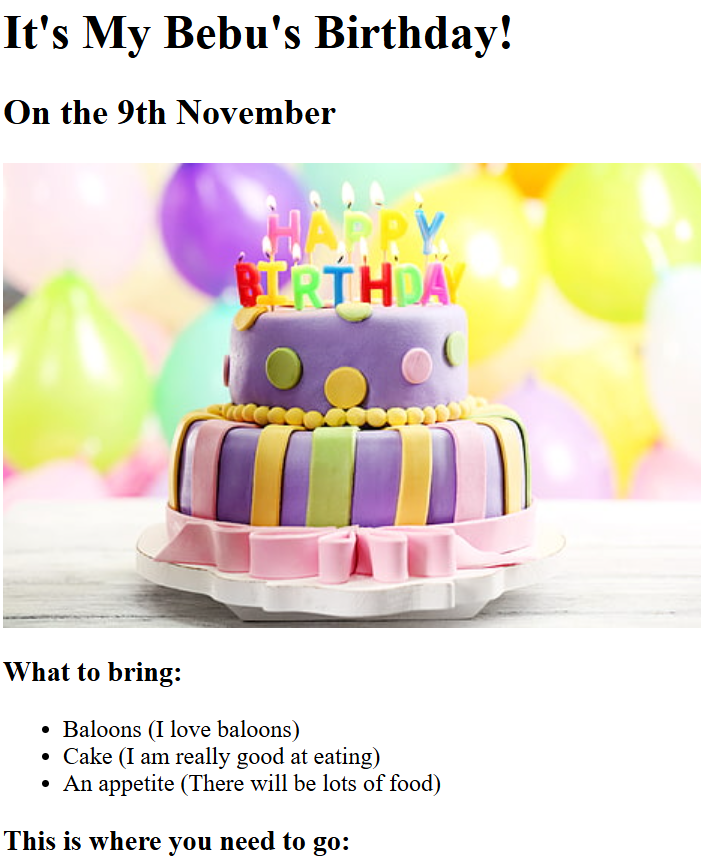 It's My Bebu's Birthday!
On the 9th November
HAPPY
BIRTHDAY
What to bring:
Baloons (I love baloons)
Cake (I am really good at eating)
An appetite (There will be lots of food)
This is where you need to go: